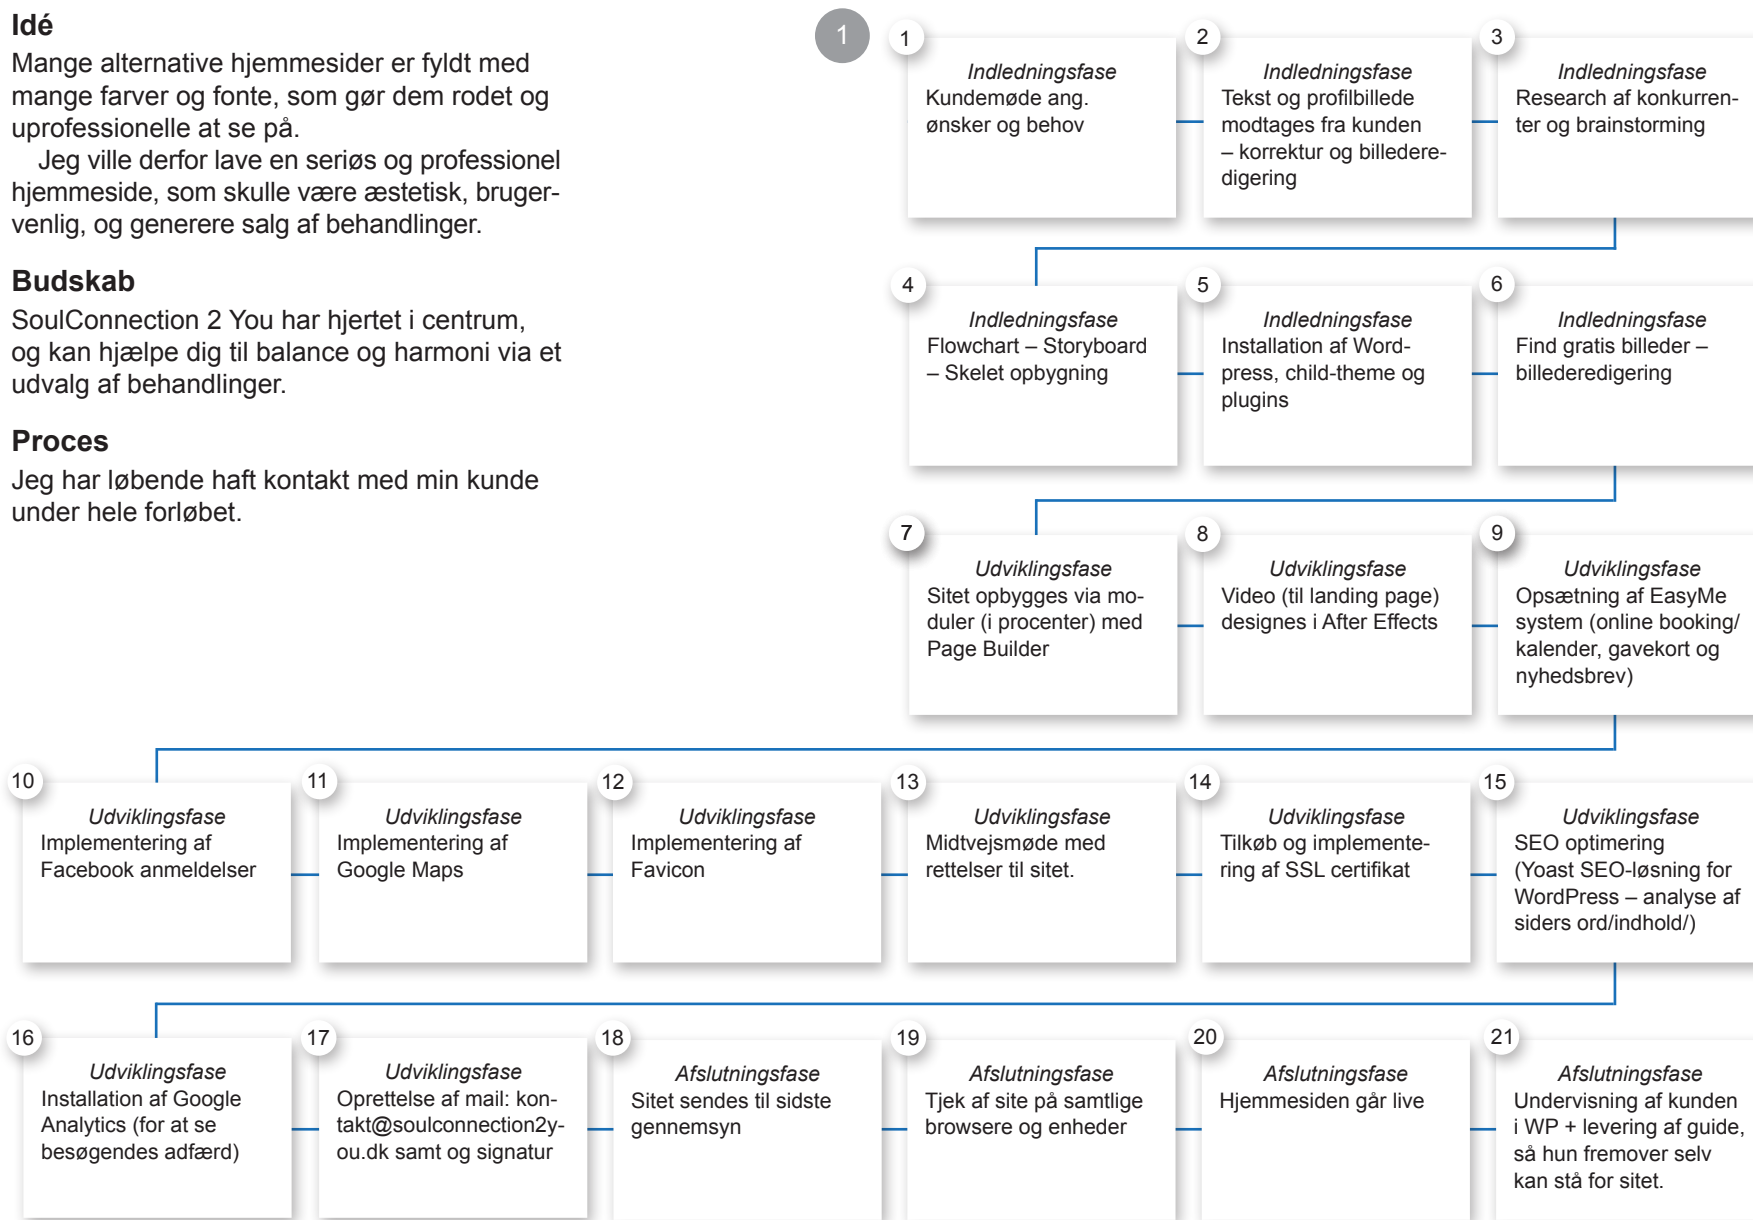 Idé
Mange alternative hjemmesider er fyldt med
mange farver og fonte, som gør dem rodet og
uprofessionelle at se på.
Jeg ville derfor lave en seriøs og professionel
hjemmeside, som skulle være æstetisk, bruger-
venlig, og generere salg af behandlinger.
Budskab
SoulConnection 2 You har hjertet i centrum,
og kan hjælpe dig til balance og harmoni via et
udvalg af behandlinger.
Proces
Jeg har løbende haft kontakt med min kunde
under hele forløbet.
1
1
Indledningsfase
Kundemøde ang.
ønsker og behov
2
Indledningsfase
Tekst og profilbillede
modtages fra kunden
– korrektur og billedere-
digering
3
Indledningsfase
Research af konkurren-
ter og brainstorming
4
Indledningsfase
Flowchart – Storyboard
– Skelet opbygning
5
Indledningsfase
Installation af Word-
press, child-theme og
plugins
6
Indledningsfase
Find gratis billeder –
billederedigering
7
Udviklingsfase
Sitet opbygges via mo-
duler (i procenter) med
Page Builder
8
Udviklingsfase
Video (til landing page)
designes i After Effects
9
Udviklingsfase
Opsætning af EasyMe
system (online booking/
kalender, gavekort og
nyhedsbrev)
10
Udviklingsfase
Implementering af
Facebook anmeldelser
11
Udviklingsfase
Implementering af
Google Maps
12
Udviklingsfase
Implementering af
Favicon
13
Udviklingsfase
Midtvejsmøde med
rettelser til sitet.
14
Udviklingsfase
Tilkøb og implemente-
ring af SSL certifikat
15
Udviklingsfase
SEO optimering
(Yoast SEO-løsning for
WordPress – analyse af
siders ord/indhold/)
16
Udviklingsfase
Installation af Google
Analytics (for at se
besøgendes adfærd)
17
Udviklingsfase
Oprettelse af mail: kon-
takt@soulconnection2y-
ou.dk samt og signatur
18
Afslutningsfase
Sitet sendes til sidste
gennemsyn
19
Afslutningsfase
Tjek af site på samtlige
browsere og enheder
20
Afslutningsfase
Hjemmesiden går live
21
Afslutningsfase
Undervisning af kunden
i WP + levering af guide,
så hun fremover selv
kan stå for sitet.